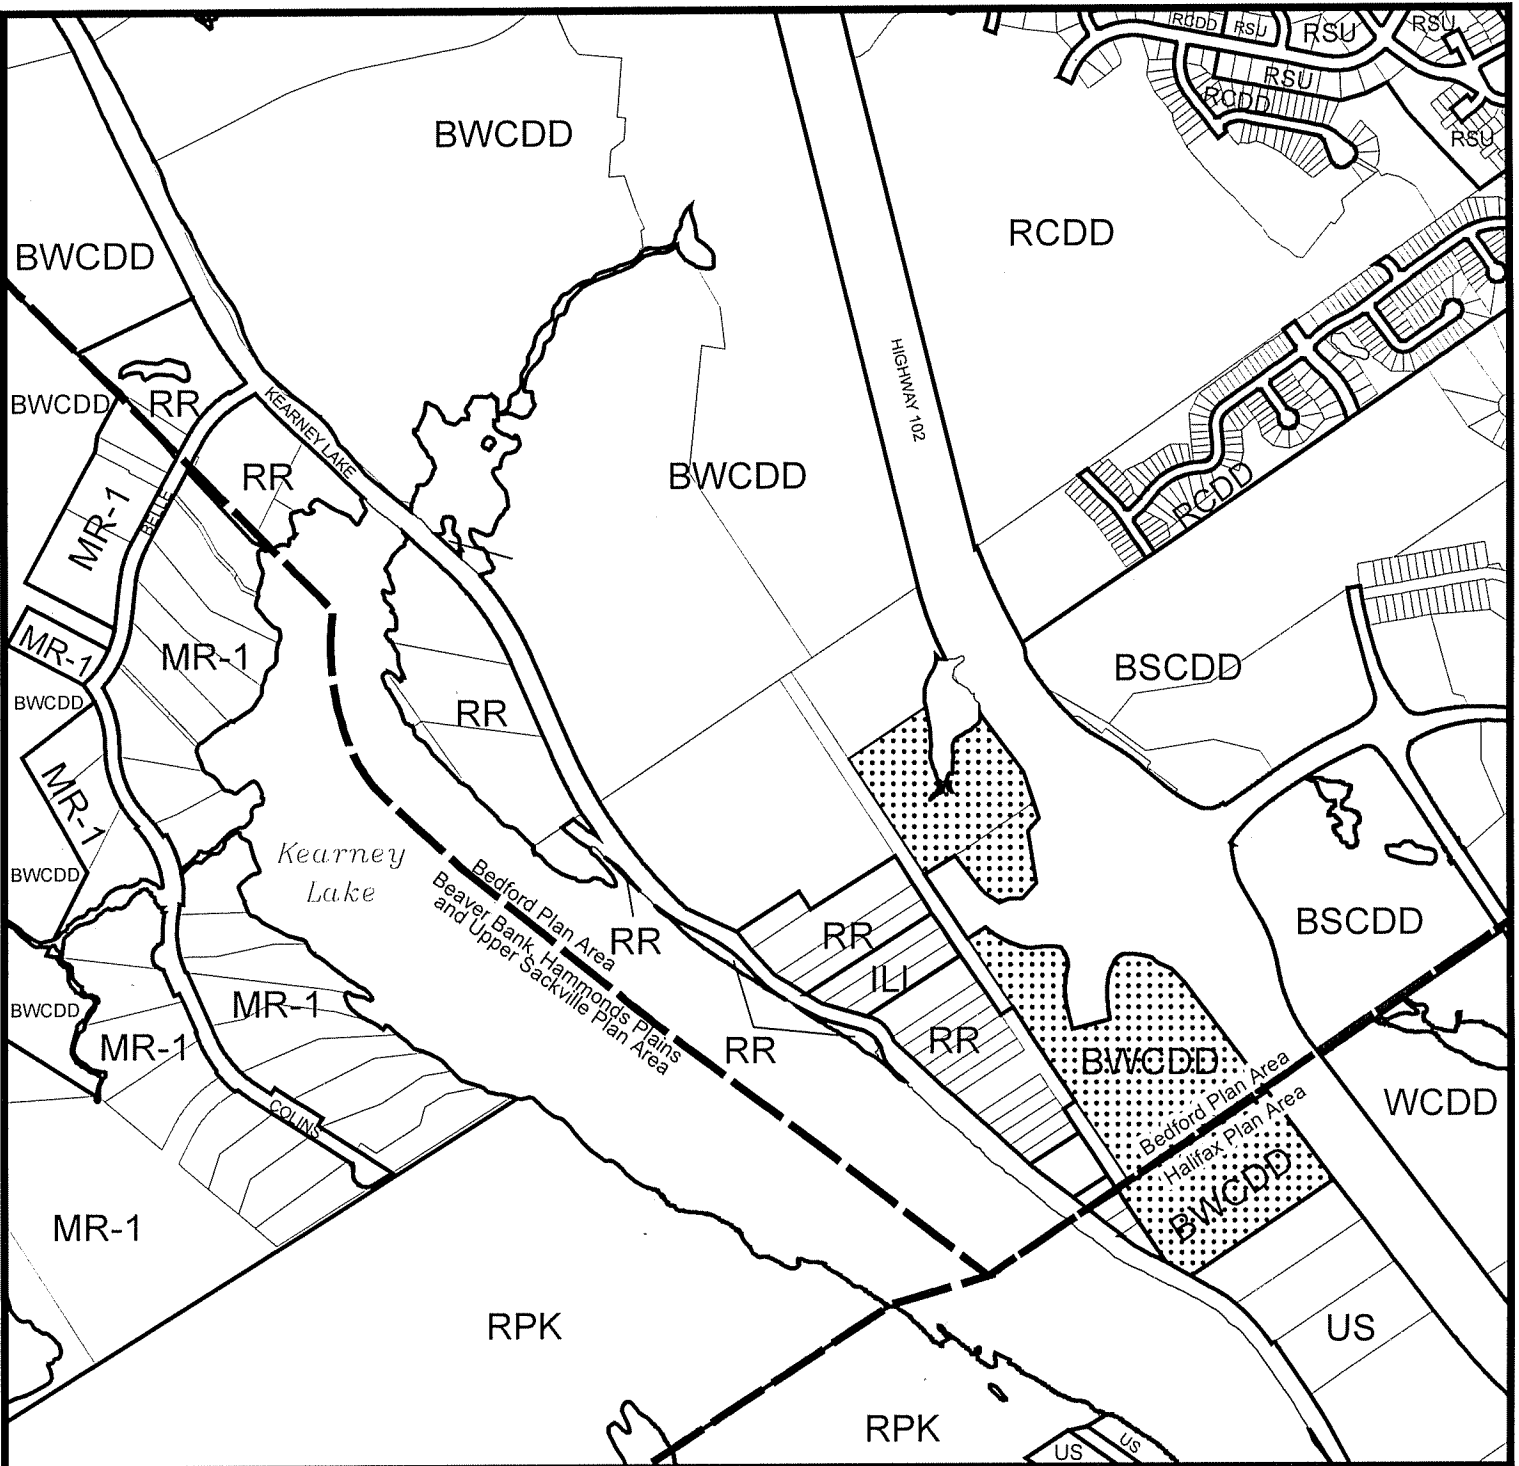 RCDD
RSU
RSU
RSU
RSU
RCDD
RSU
BWCDD
RCDD
BWCDD
HIGHWAY 102
BWCDD
RR
KEARNEY LAKE
RR
BWCDD
RCDD
MR-1
BELLE
MR-1
MR-1
BSCDD
BWCDD
RR
MR-1
Kearney
Lake
BWCDD
Bedford Plan Area
Beaver Bank, Hammonds Plains
and Upper Sackville Plan Area
RR
RR
BSCDD
ILI
BWCDD
MR-1
MR-1
RR
RR
BWCDD
Bedford Plan Area
Halifax Plan Area
WCDD
COLINS
BWCDD
MR-1
RPK
US
RPK
US
US